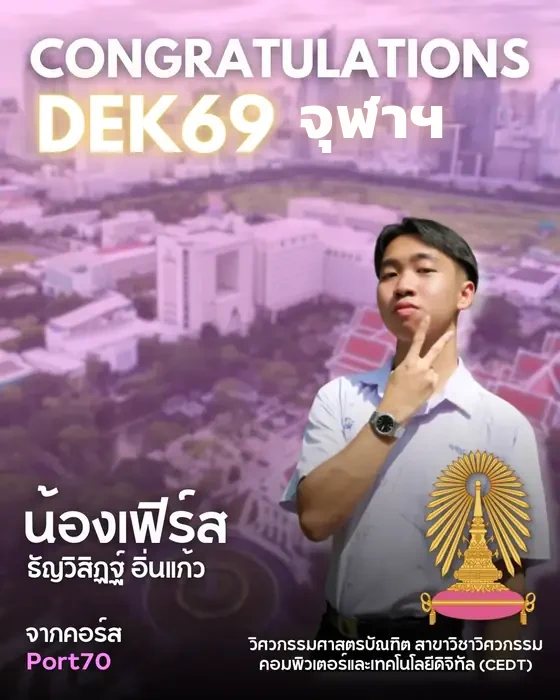 CONGRATULATIONS
DEK69 จุฬาฯ
น้องเฟิร์ส
ธัญวิสิฏฐ์ อิ่นแก้ว
จากคอร์ส
Port70
วิศวกรรมศาสตรบัณฑิต สาขาวิชาวิศวกรรม
คอมพิวเตอร์และเทคโนโลยีดิจิทัล (CEDT)